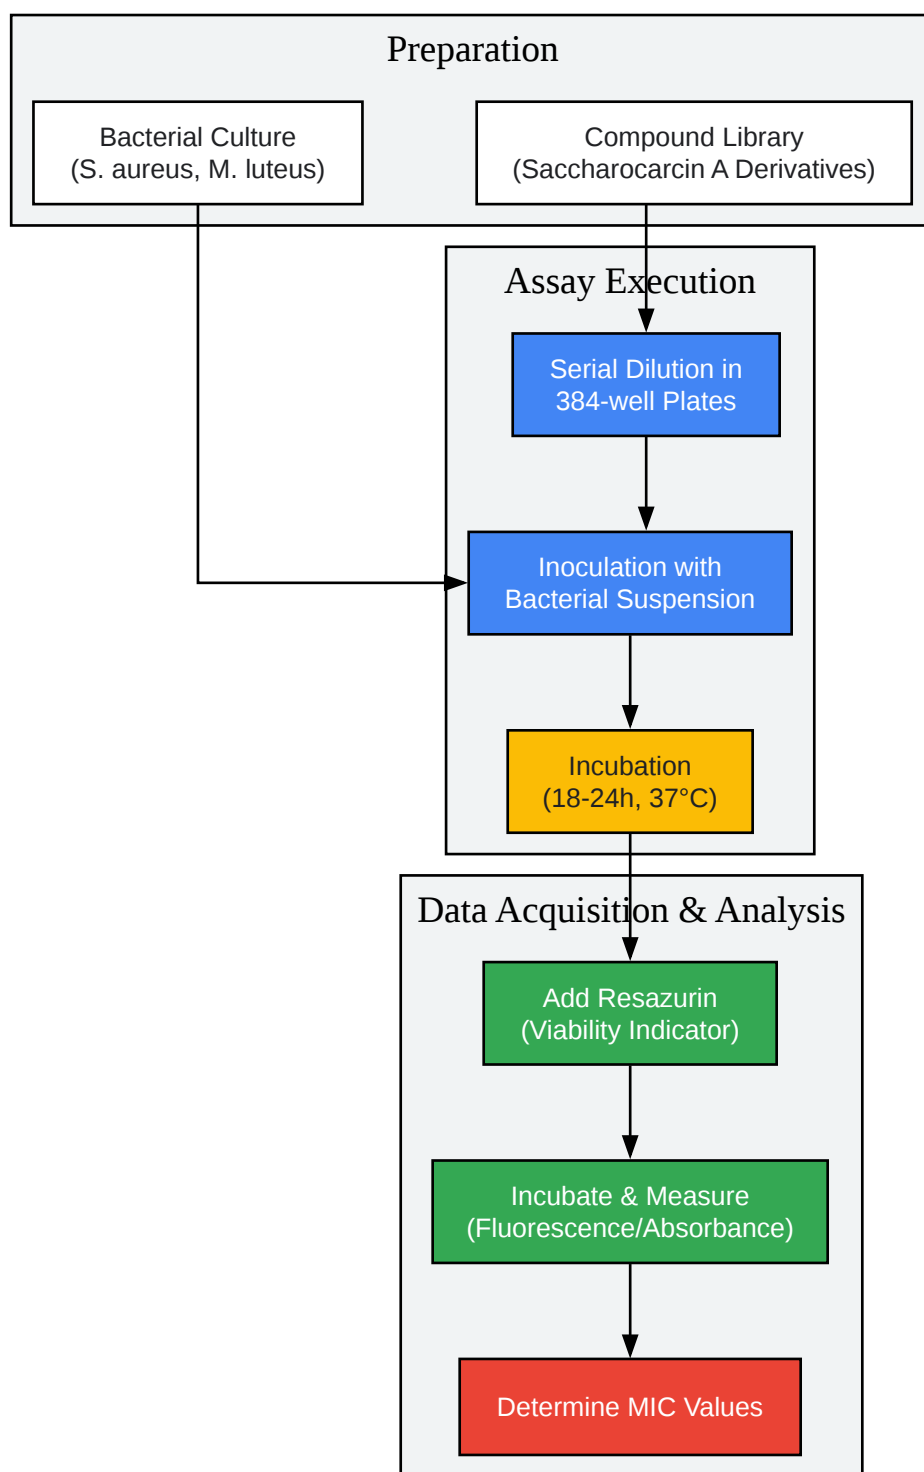 Preparation
Bacterial Culture
(S. aureus, M. luteus)
Compound Library
(Saccharocarcin A Derivatives)
Assay Execution
Serial Dilution in
384-well Plates
Inoculation with
Bacterial Suspension
Incubation
(18-24h, 37°C)
Data Acquisition & Analysis
Add Resazurin
(Viability Indicator)
Incubate & Measure
(Fluorescence/Absorbance)
Determine MIC Values